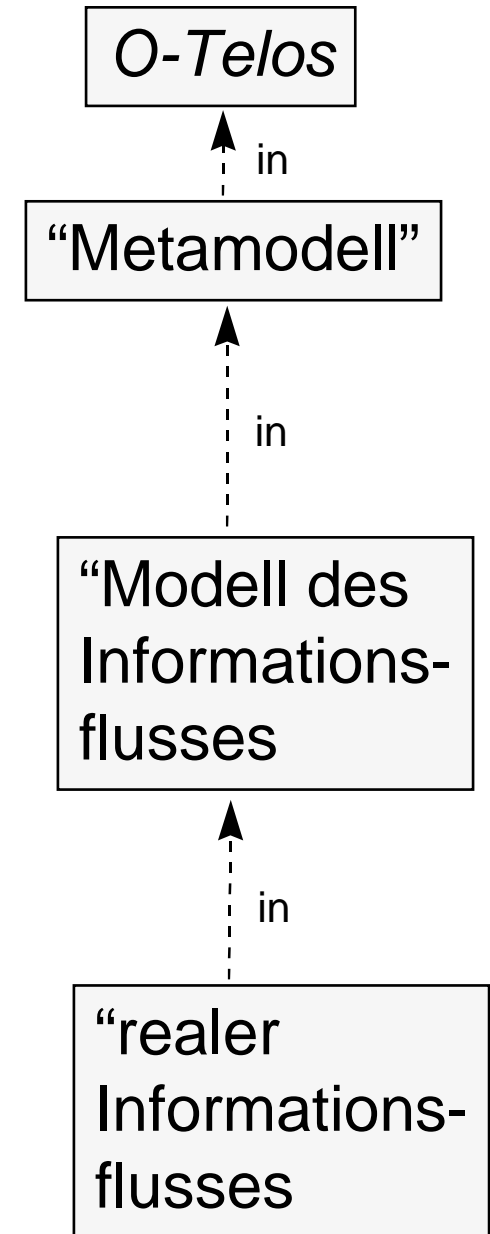 O-Telos
in
“Metamodell”
in
“Modell des
Informations-
flusses
in
“realer
Informations-
flusses